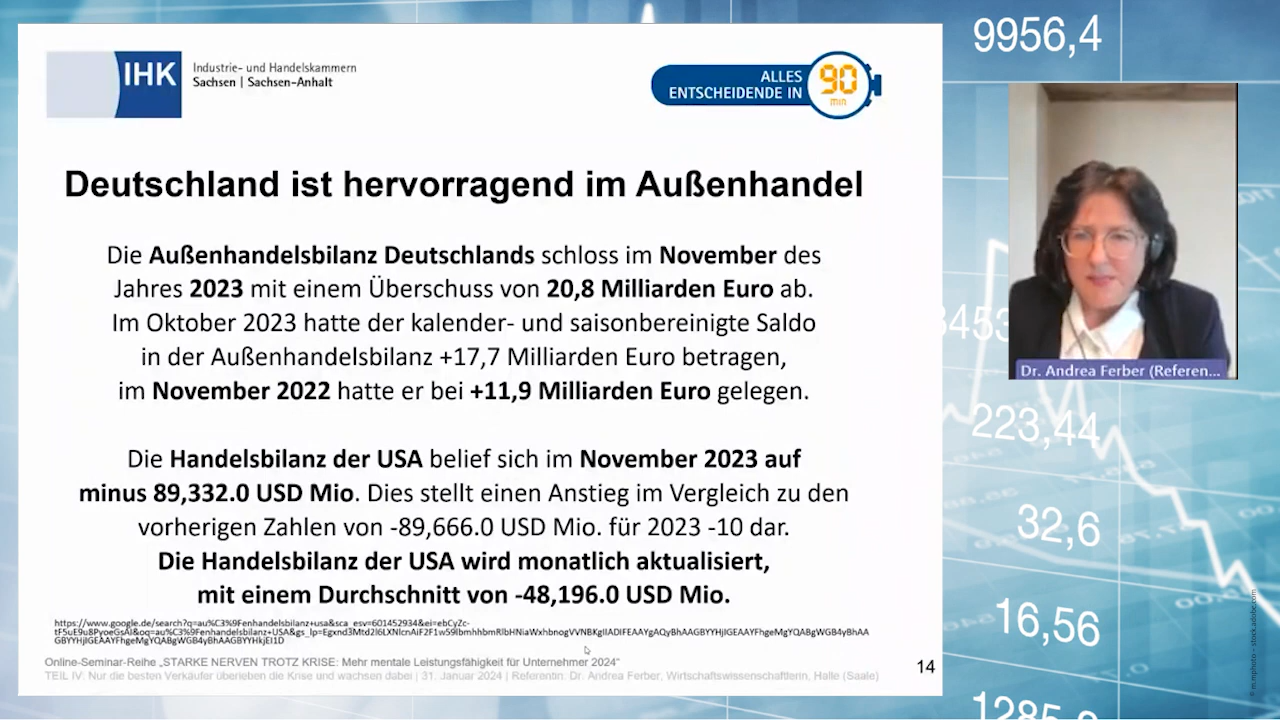 IHK
Industrie- und Handelskammern
Sachsen | Sachsen-Anhalt
ALLES
ENTSCHEIDENDE IN
90
min
Deutschland ist hervorragend im Außenhandel
Die Außenhandelsbilanz Deutschlands schloss im November des
Jahres 2023 mit einem Überschuss von 20,8 Milliarden Euro ab.
Im Oktober 2023 hatte der kalender- und saisonbereinigte Saldo
in der Außenhandelsbilanz +17,7 Milliarden Euro betragen,
im November 2022 hatte er bei +11,9 Milliarden Euro gelegen.
Die Handelsbilanz der USA belief sich im November 2023 auf
minus 89,332.0 USD Mio. Dies stellt einen Anstieg im Vergleich zu den
vorherigen Zahlen von -89,666.0 USD Mio. für 2023 -10 dar.
Die Handelsbilanz der USA wird monatlich aktualisiert,
mit einem Durchschnitt von -48,196.0 USD Mio.
Online-Seminar-Reihe „STARKE NERVEN TROTZ KRISE: Mehr mentale Leistungsfähigkeit für Unternehmer 2024“
TEIL IV: Nur die besten Verkäufer überleben die Krise und wachsen dabei | 31. Januar 2024 | Referentin: Dr. Andrea Ferber, Wirtschaftswissenschaftlerin, Halle (Saale)
14
9956,4
Dr. Andrea Ferber (Referen...
223,44
32,6
16,56
© m.mphoto - stock.adobe.com